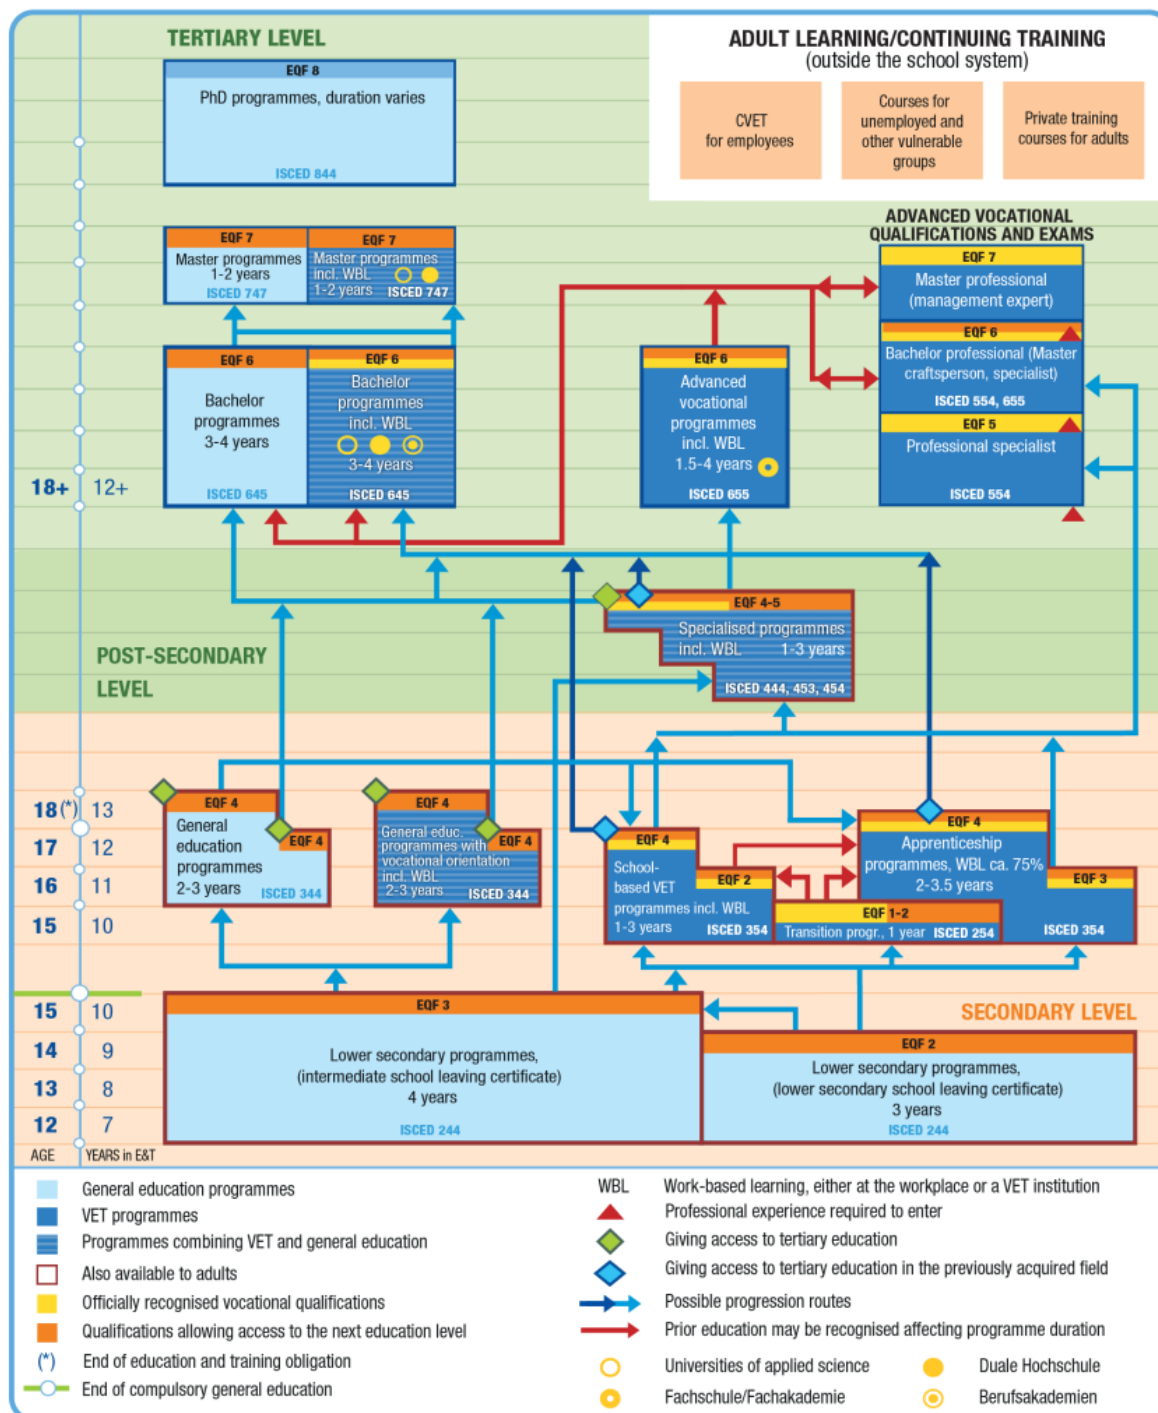 TERTIARY LEVEL
EQF 8
PhD programmes, duration varies
ISCED 844
ADULT LEARNING/CONTINUING TRAINING
(outside the school system)
CVET
for employees
Courses for
unemployed and
other vulnerable
groups
Private training
courses for adults
EQF 7
Master programmes
1-2 years
ISCED 747
EQF 7
Master programmes
incl. WBL
1-2 years ISCED 747
ADVANCED VOCATIONAL
QUALIFICATIONS AND EXAMS
EQF 7
Master professional
(management expert)
EQF 6
Bachelor professional (Master
craftsperson, specialist)
ISCED 554, 655
EQF 5
Professional specialist
ISCED 554
EQF 6
Bachelor
programmes
3-4 years
ISCED 645
EQF 6
Bachelor
programmes
incl. WBL
3-4 years
ISCED 645
EQF 6
Advanced
vocational
programmes
incl. WBL
1.5-4 years
ISCED 655
18+ 12+
POST-SECONDARY
LEVEL
EQF 4-5
Specialised programmes
incl. WBL 1-3 years
ISCED 444, 453, 454
18 (*) 13
17 12
16 11
15 10
EQF 4
General
education
programmes
2-3 years
EQF 4
ISCED 344
EQF 4
General educ.
programmes with
vocational orientation
incl. WBL
2-3 years
EQF 4
ISCED 344
EQF 4
School-
based VET
programmes incl. WBL
1-3 years
EQF 2
ISCED 354
EQF 4
Apprenticeship
programmes, WBL ca. 75%
2-3.5 years
EQF 3
ISCED 354
EQF 1-2
Transition progr., 1 year ISCED 254
SECONDARY LEVEL
15 10
14 9
13 8
12 7
AGE YEARS in E&T
EQF 3
Lower secondary programmes,
(intermediate school leaving certificate)
4 years
ISCED 244
EQF 2
Lower secondary programmes,
(lower secondary school leaving certificate)
3 years
ISCED 244
General education programmes
VET programmes
Programmes combining VET and general education
Also available to adults
Officially recognised vocational qualifications
Qualifications allowing access to the next education level
(*) End of education and training obligation
End of compulsory general education
WBL Work-based learning, either at the workplace or a VET institution
Professional experience required to enter
Giving access to tertiary education
Giving access to tertiary education in the previously acquired field
Possible progression routes
Prior education may be recognised affecting programme duration
Universities of applied science
Duale Hochschule
Fachschule/Fachakademie
Berufsakademien